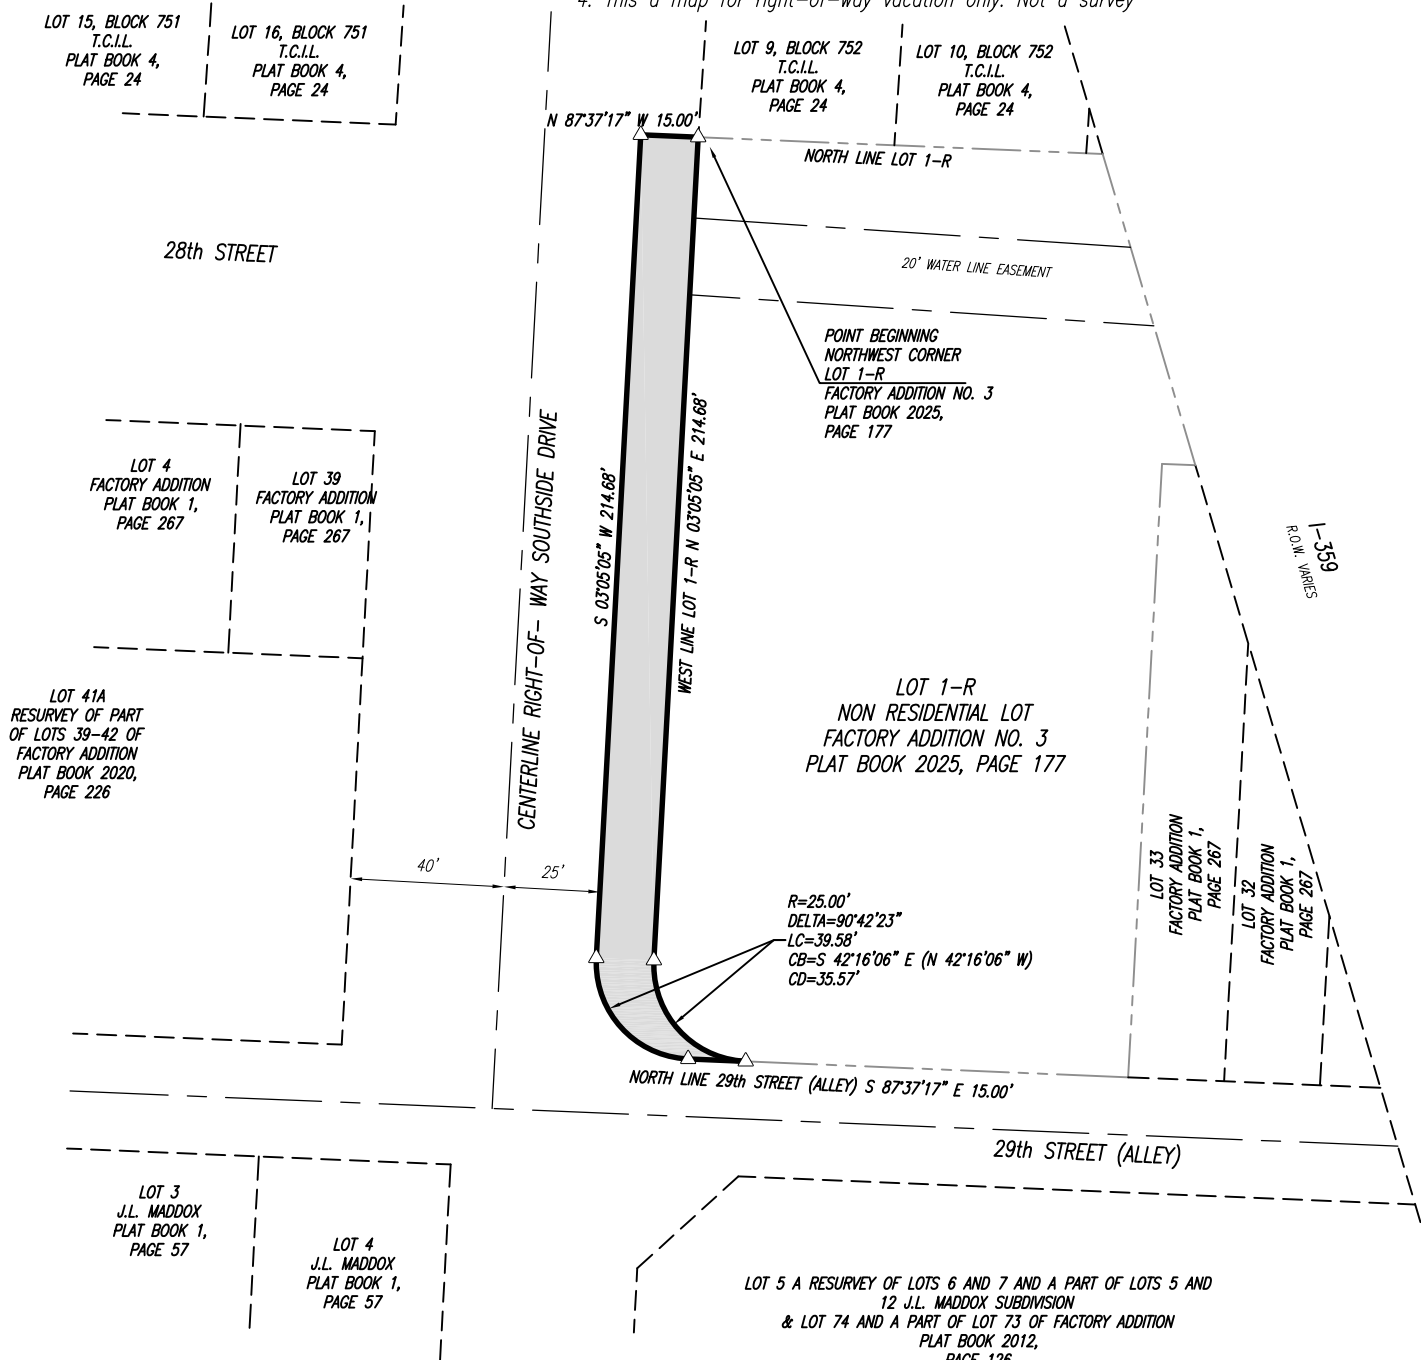 4. This a map for right-of-way vacation only. Not a survey
LOT 15, BLOCK 751
T.C.I.L.
PLAT BOOK 4,
PAGE 24
LOT 16, BLOCK 751
T.C.I.L.
PLAT BOOK 4,
PAGE 24
LOT 9, BLOCK 752
T.C.I.L.
PLAT BOOK 4,
PAGE 24
LOT 10, BLOCK 752
T.C.I.L.
PLAT BOOK 4,
PAGE 24
N 87°37'17" W 15.00'
NORTH LINE LOT 1-R
28th STREET
20' WATER LINE EASEMENT
POINT BEGINNING
NORTHWEST CORNER
LOT 1-R
FACTORY ADDITION NO. 3
PLAT BOOK 2025,
PAGE 177
LOT 4
FACTORY ADDITION
PLAT BOOK 1,
PAGE 267
LOT 39
FACTORY ADDITION
PLAT BOOK 1,
PAGE 267
CENTERLINE RIGHT-OF- WAY SOUTHSIDE DRIVE
S 03°05'05" W 214.68'
WEST LINE LOT 1-R N 03°05'05" E 214.68'
I-359
R.O.W. VARIES
LOT 41A
RESURVEY OF PART
OF LOTS 39-42 OF
FACTORY ADDITION
PLAT BOOK 2020,
PAGE 226
LOT 1-R
NON RESIDENTIAL LOT
FACTORY ADDITION NO. 3
PLAT BOOK 2025, PAGE 177
LOT 33
FACTORY ADDITION
PLAT BOOK 1,
PAGE 267
LOT 32
FACTORY ADDITION
PLAT BOOK 1,
PAGE 267
40'
25'
R=25.00'
DELTA=90°42'23"
LC=39.58'
CB=S 42°16'06" E (N 42°16'06" W)
CD=35.57'
NORTH LINE 29th STREET (ALLEY) S 87°37'17" E 15.00'
29th STREET (ALLEY)
LOT 3
J.L. MADDOX
PLAT BOOK 1,
PAGE 57
LOT 4
J.L. MADDOX
PLAT BOOK 1,
PAGE 57
LOT 5 A RESURVEY OF LOTS 6 AND 7 AND A PART OF LOTS 5 AND
12 J.L. MADDOX SUBDIVISION
& LOT 74 AND A PART OF LOT 73 OF FACTORY ADDITION
PLAT BOOK 2012,
PAGE 126